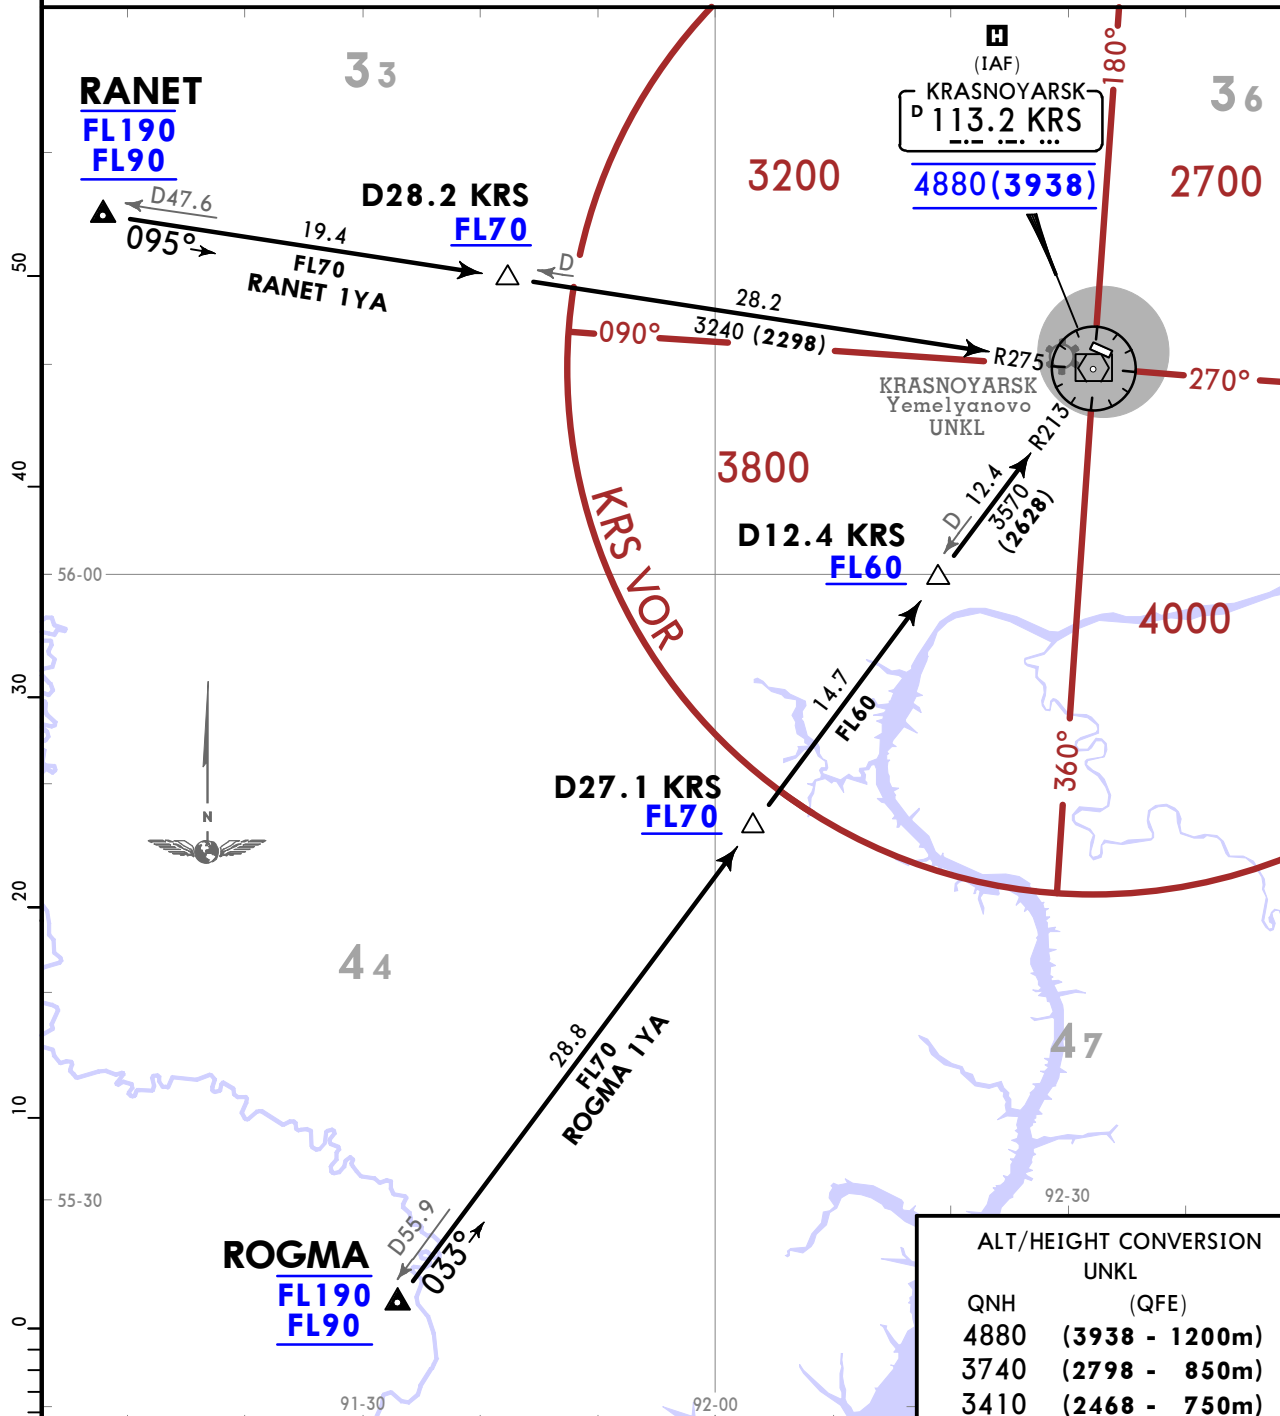 33
(IAF)
KRASNOYARSK
D 113.2 KRS
4880(3938)
180°
36
RANET
FL190
FL90
3200
2700
D47.6
D28.2 KRS
FL70
095°
19.4
FL70
RANET 1YA
D
28.2
3240 (2298)
090°
R275
270°
KRASNOYARSK
Yemelyanovo
UNKL
R213
50
40
30
20
10
0
3800
KRS VOR
12.4
3570
(2628)
D
D12.4 KRS
FL60
56-00
4000
14.7
FL60
360°
N
D27.1 KRS
FL70
44
47
28.8
FL70
ROGMA 1YA
55-30
92-30
D55.9
033°
ROGMA
FL190
FL90
91-30
92-00
ALT/HEIGHT CONVERSION
UNKL
QNH (QFE)
4880 (3938 - 1200m)
3740 (2798 - 850m)
3410 (2468 - 750m)